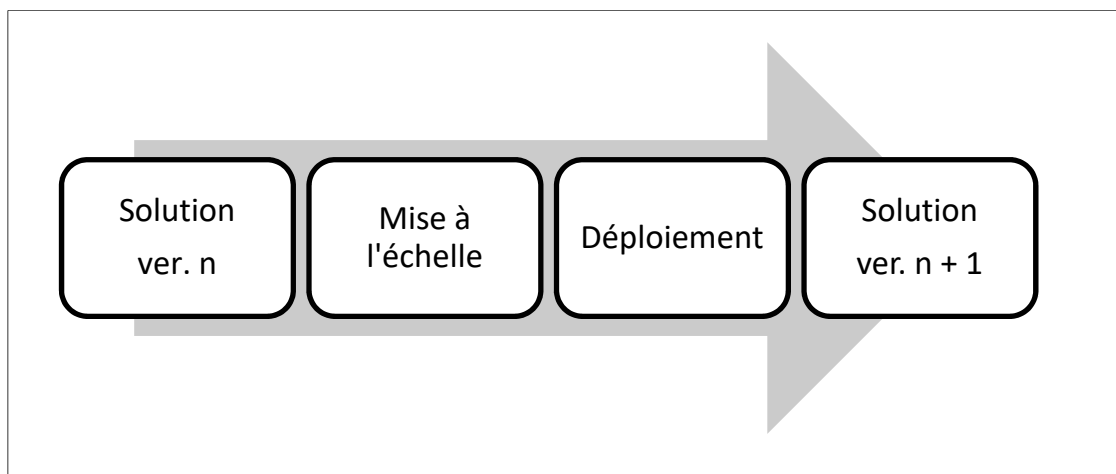 Solution
ver. n
Mise à
l'échelle
Déploiement
Solution
ver. n + 1